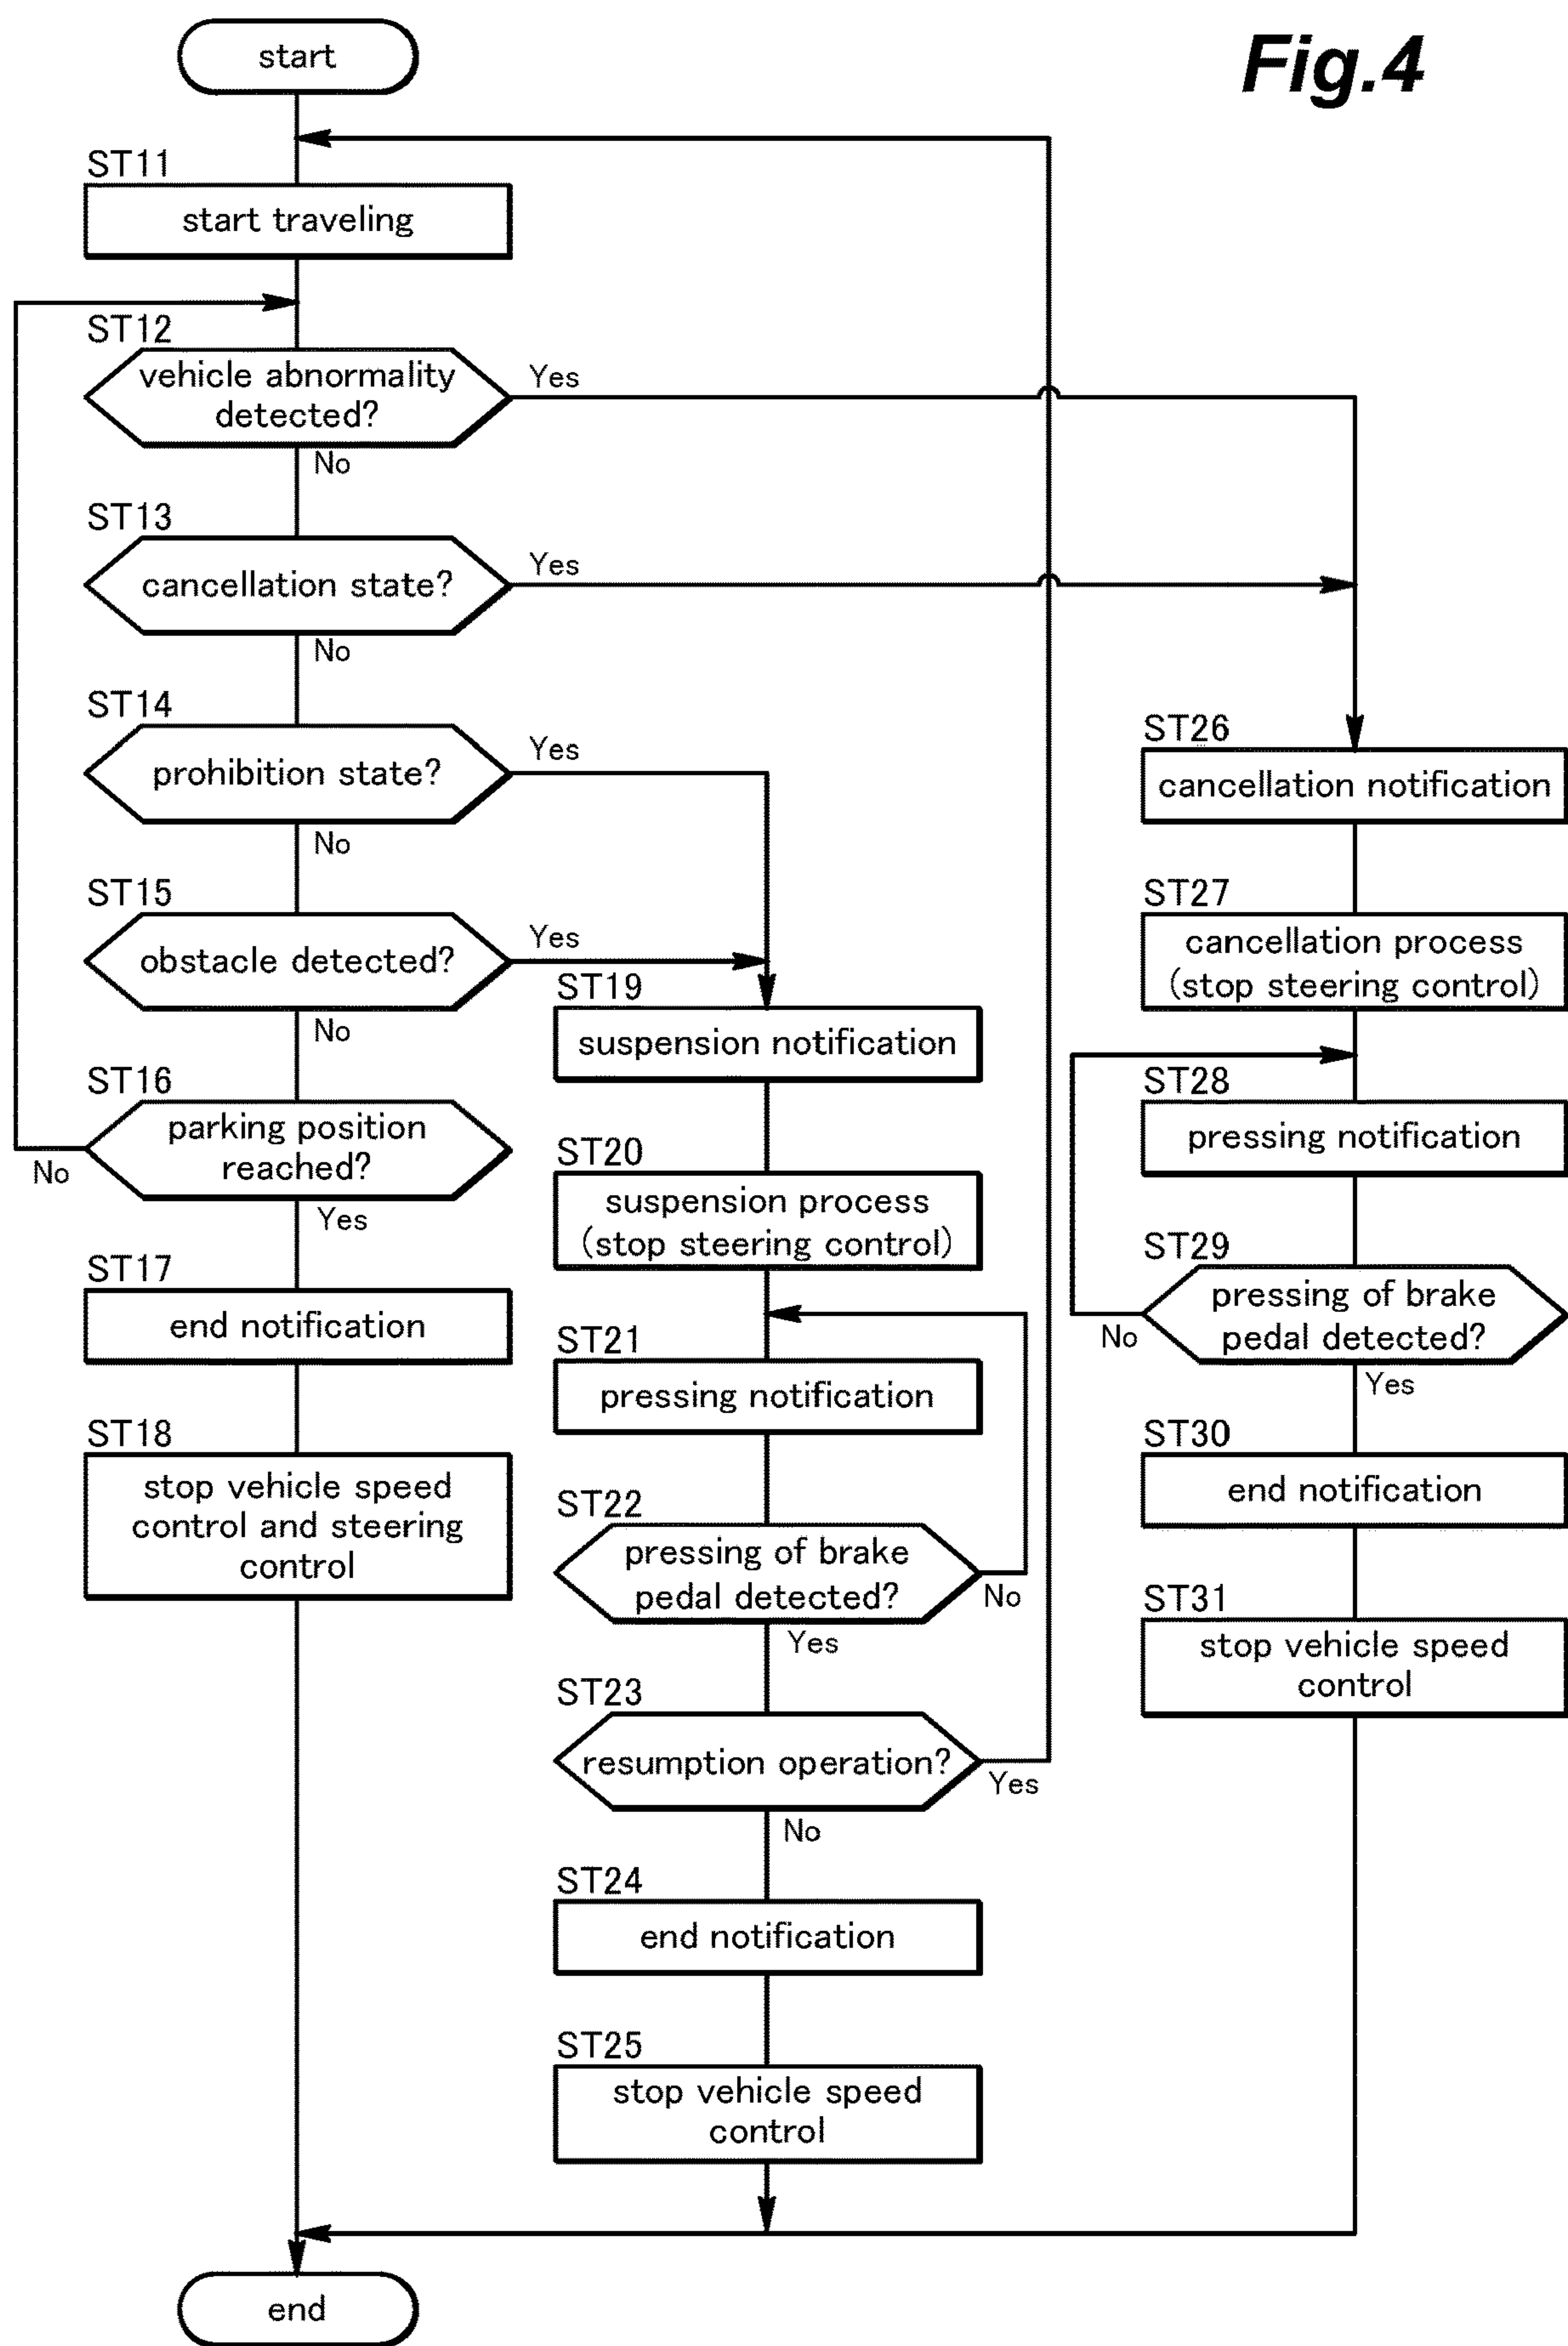 Fig.4
start
ST11
start traveling
ST12
vehicle abnormality
detected?
Yes
No
ST13
cancellation state?
Yes
No
ST14
prohibition state?
Yes
No
ST15
obstacle detected?
Yes
No
ST16
parking position
reached?
No
Yes
ST17
end notification
ST18
stop vehicle speed
control and steering
control
ST19
suspension notification
ST20
suspension process
(stop steering control)
ST21
pressing notification
ST22
pressing of brake
pedal detected?
No
Yes
ST23
resumption operation?
Yes
No
ST24
end notification
ST25
stop vehicle speed
control
ST26
cancellation notification
ST27
cancellation process
(stop steering control)
ST28
pressing notification
ST29
pressing of brake
pedal detected?
No
Yes
ST30
end notification
ST31
stop vehicle speed
control
end